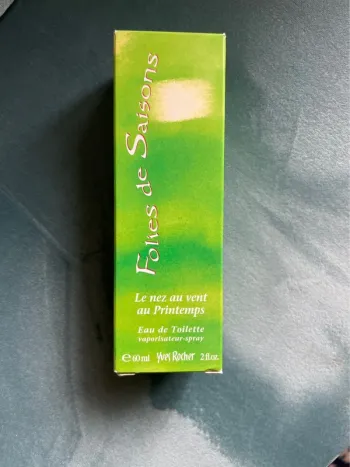 Folies de Saisons
Le nez au vent
au Printemps
Eau de Toilette
vaporisateur-spray
℮ 60 ml Yves Rocher 2 fl.oz.